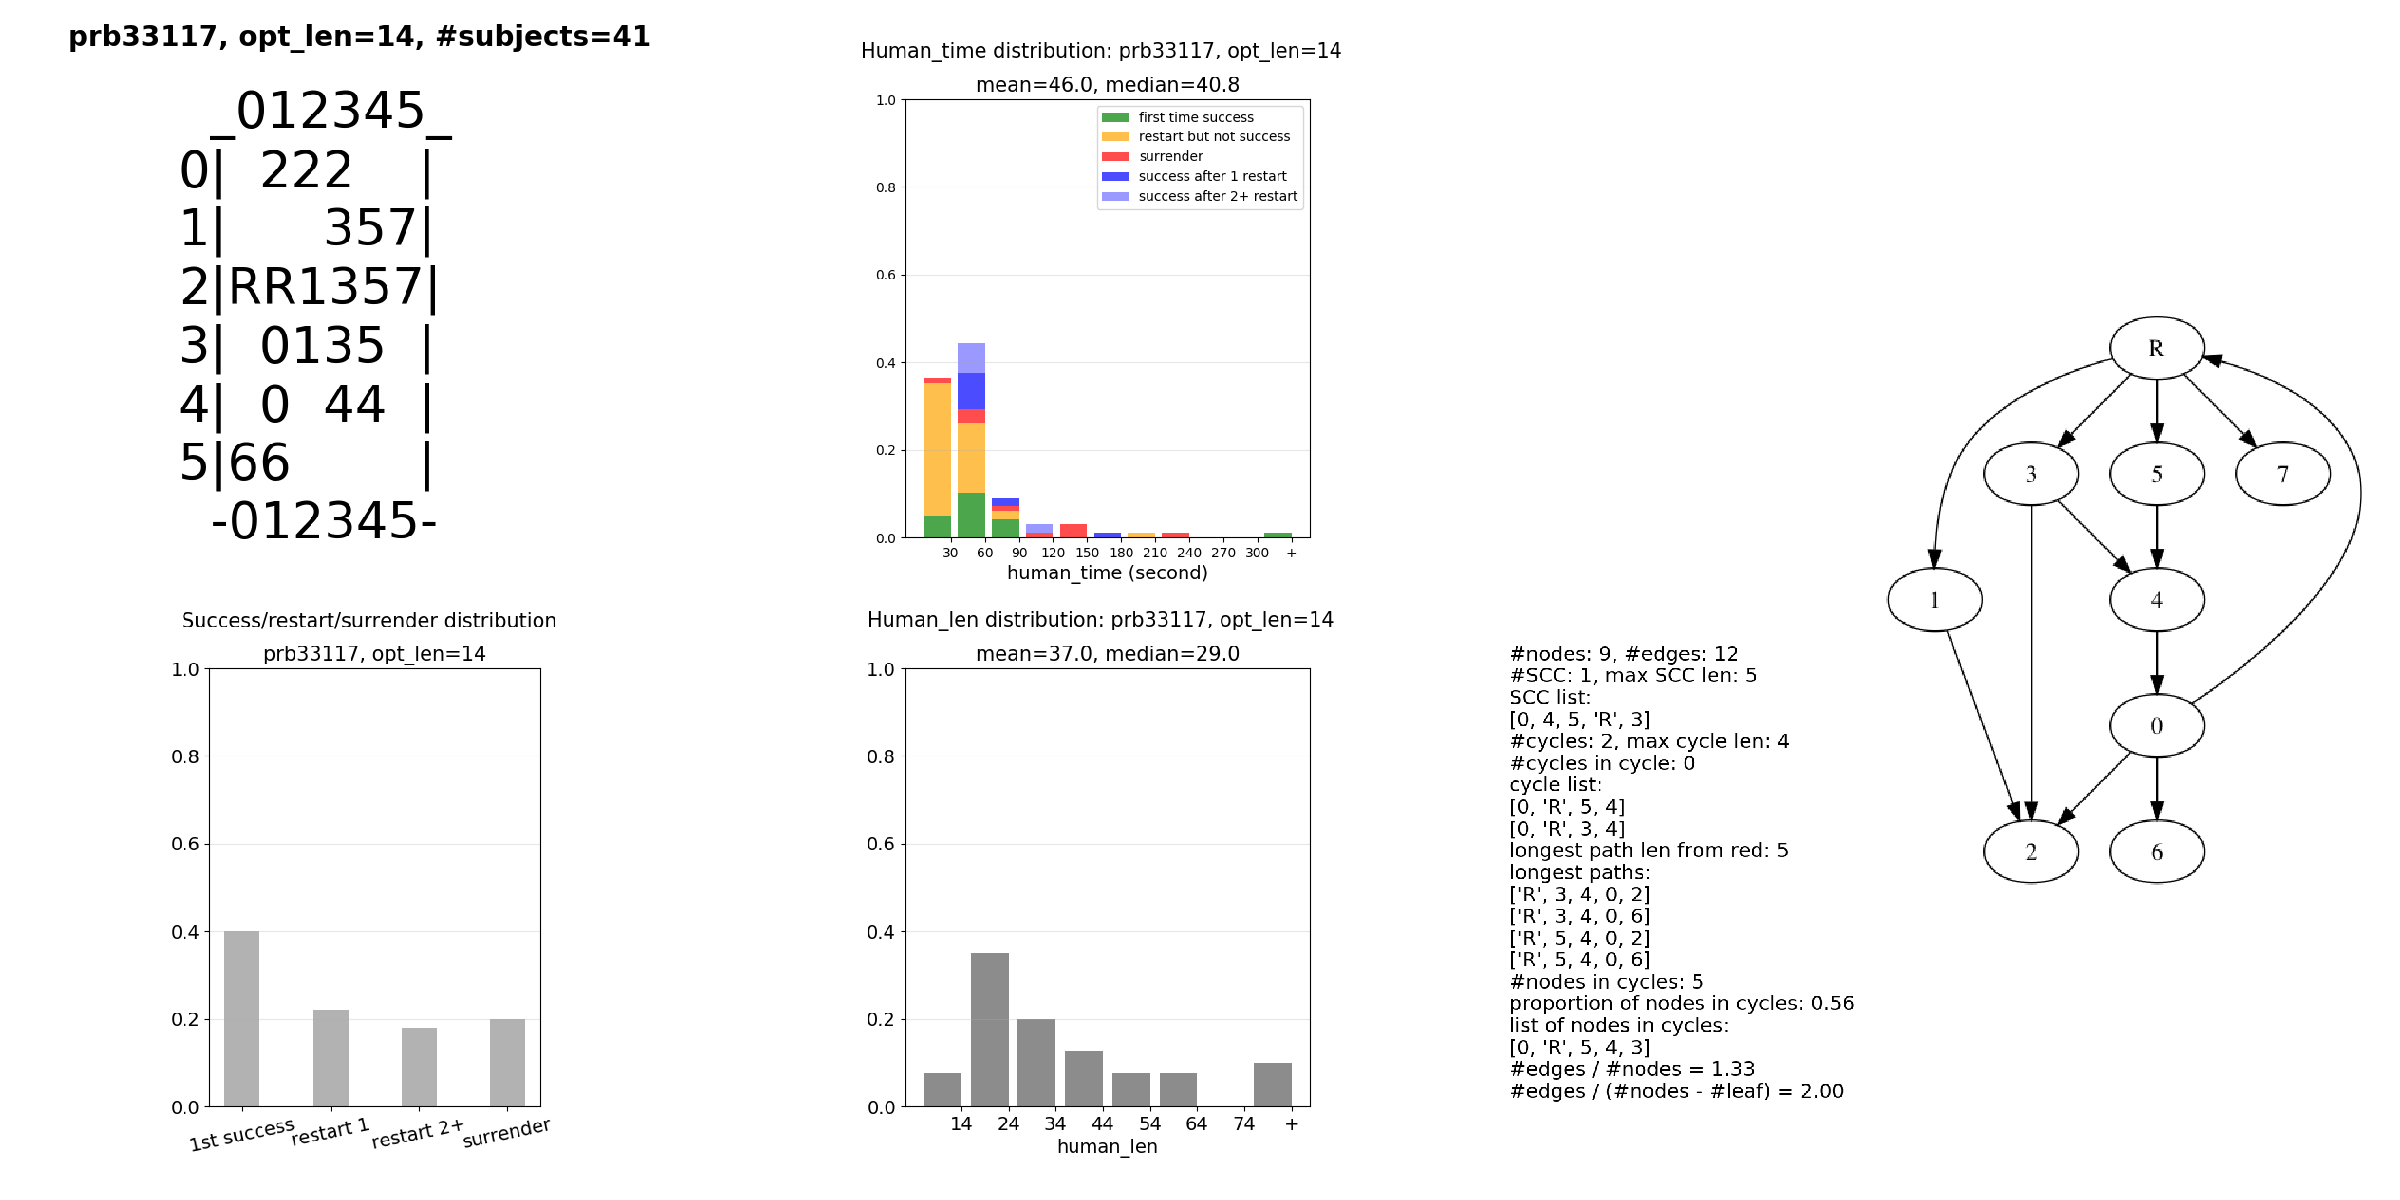 prb33117, opt_len=14, #subjects=41
_012345_
0| 222   |
1|   357|
2|RR1357|
3| 0135 |
4| 0 44 |
5|66    |
-012345-
Human_time distribution: prb33117, opt_len=14
mean=46.0, median=40.8
1.0
0.8
0.6
0.4
0.2
0.0
first time success
restart but not success
surrender
success after 1 restart
success after 2+ restart
30 60 90 120 150 180 210 240 270 300 +
human_time (second)
Success/restart/surrender distribution
prb33117, opt_len=14
1.0
0.8
0.6
0.4
0.2
0.0
1st success restart 1 restart 2+ surrender
Human_len distribution: prb33117, opt_len=14
mean=37.0, median=29.0
1.0
0.8
0.6
0.4
0.2
0.0
14 24 34 44 54 64 74 +
human_len
#nodes: 9, #edges: 12
#SCC: 1, max SCC len: 5
SCC list:
[0, 4, 5, 'R', 3]
#cycles: 2, max cycle len: 4
#cycles in cycle: 0
cycle list:
[0, 'R', 5, 4]
[0, 'R', 3, 4]
longest path len from red: 5
longest paths:
['R', 3, 4, 0, 2]
['R', 3, 4, 0, 6]
['R', 5, 4, 0, 2]
['R', 5, 4, 0, 6]
#nodes in cycles: 5
proportion of nodes in cycles: 0.56
list of nodes in cycles:
[0, 'R', 5, 4, 3]
#edges / #nodes = 1.33
#edges / (#nodes - #leaf) = 2.00
R
3 5 7
1 4
0
2 6